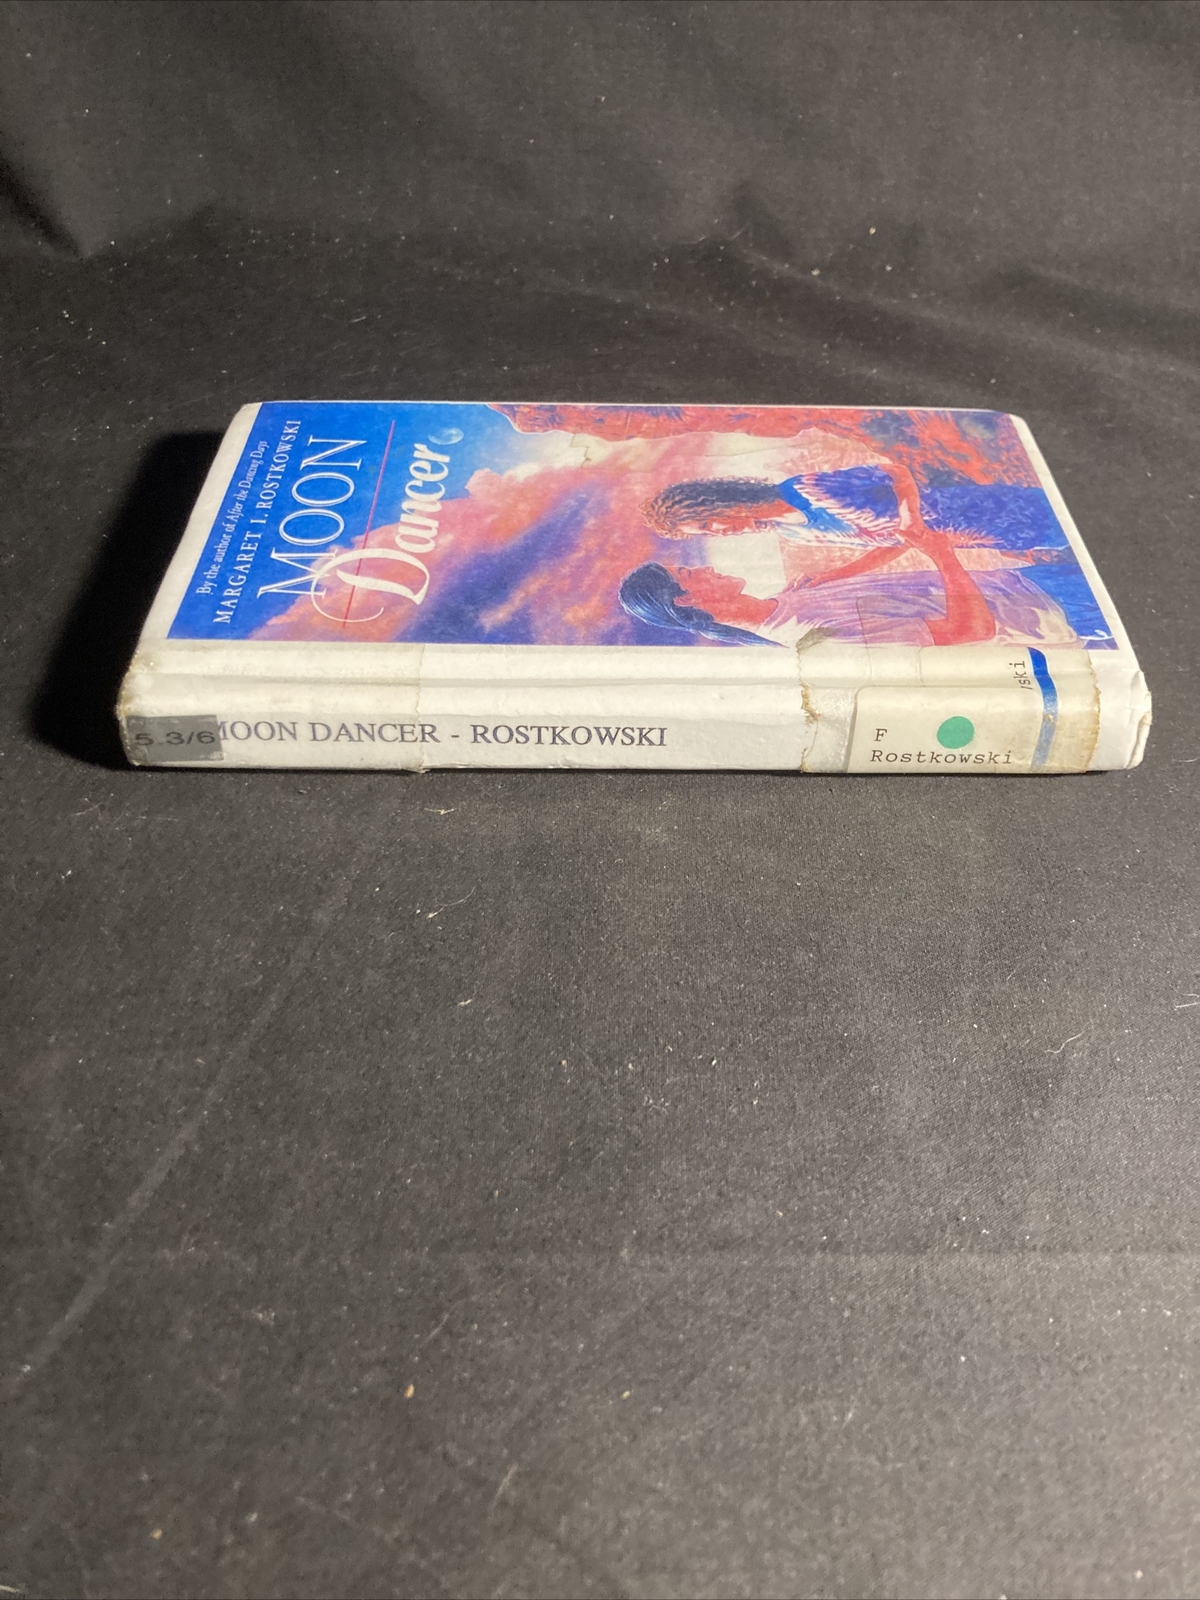 By the author of After the Dancing Days
MARGARET I. ROSTKOWSKI
MOON
Dancer
5.3/6
MOON DANCER - ROSTKOWSKI
F
Rostkowski
ski